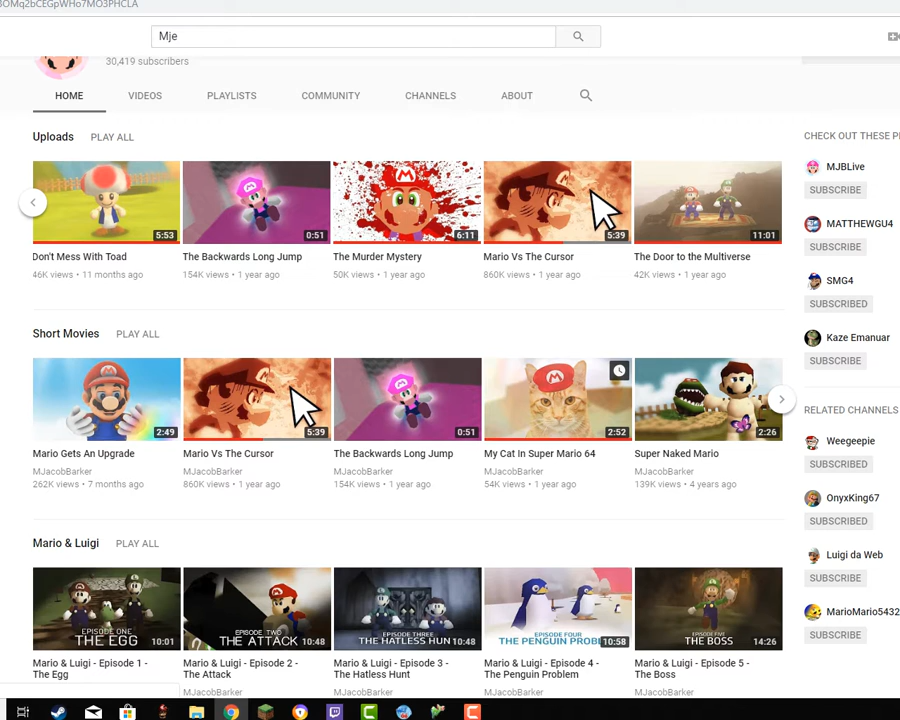 3OMq2bCEGpWHo7MO3PHCLA
Mje
30,419 subscribers
HOME VIDEOS PLAYLISTS COMMUNITY CHANNELS ABOUT
Uploads PLAY ALL
CHECK OUT THESE
5:53 0:51 6:11 5:39 11:01
Don't Mess With Toad The Backwards Long Jump The Murder Mystery Mario Vs The Cursor The Door to the Multiverse
46K views • 11 months ago 154K views • 1 year ago 50K views • 1 year ago 860K views • 1 year ago 42K views • 1 year ago
MJBLive
SUBSCRIBE
MATTHEWGU4
SUBSCRIBE
SMG4
SUBSCRIBED
Kaze Emanuar
SUBSCRIBE
Short Movies PLAY ALL
2:49 5:39 0:51 2:52 2:26
Mario Gets An Upgrade Mario Vs The Cursor The Backwards Long Jump My Cat In Super Mario 64 Super Naked Mario
MJacobBarker MJacobBarker MJacobBarker MJacobBarker MJacobBarker
262K views • 7 months ago 860K views • 1 year ago 154K views • 1 year ago 54K views • 1 year ago 139K views • 4 years ago
RELATED CHANNELS
Weegeepie
SUBSCRIBED
OnyxKing67
SUBSCRIBED
Luigi da Web
SUBSCRIBE
MarioMario5432
SUBSCRIBE
Mario & Luigi PLAY ALL
EPISODE ONE EPISODE TWO EPISODE THREE EPISODE FOUR EPISODE FIVE
THE EGG THE ATTACK THE HATLESS HUN THE PENGUIN PROBL THE BOSS
10:01 10:48 10:48 10:58 14:26
Mario & Luigi - Episode 1 - Mario & Luigi - Episode 2 - Mario & Luigi - Episode 3 - Mario & Luigi - Episode 4 - Mario & Luigi - Episode 5 -
The Egg The Attack The Hatless Hunt The Penguin Problem The Boss
MJacobBarker MJacobBarker MJacobBarker MJacobBarker